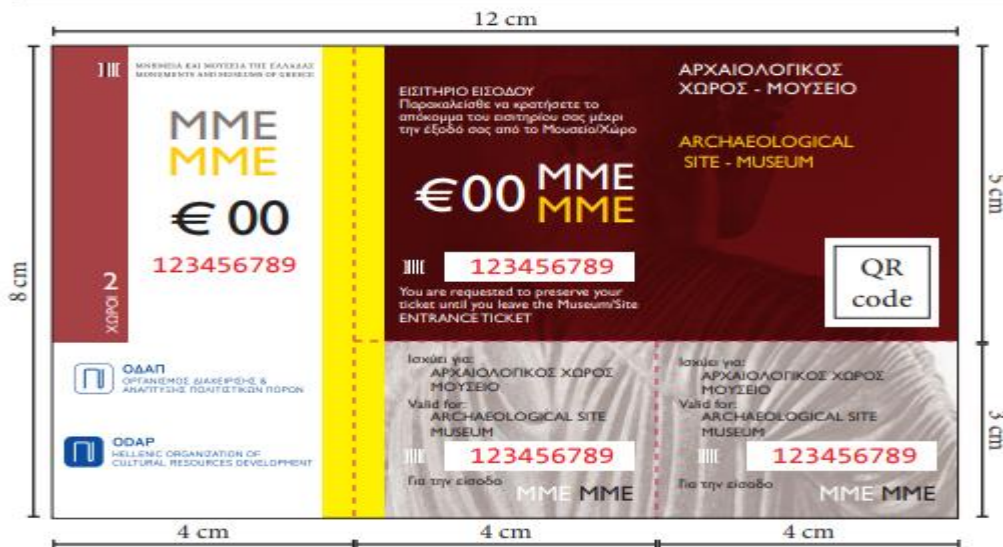 12 cm
ΜΝΗΜΕΙΑ ΚΑΙ ΜΟΥΣΕΙΑ ΤΗΣ ΕΛΛΑΔΑΣ
MONUMENTS AND MUSEUMS OF GREECE
MME
MME
€ 00
123456789
2
ΧΩΡΟΙ
ΕΙΣΙΤΗΡΙΟ ΕΙΣΟΔΟΥ
Παρακαλείσθε να κρατήσετε το
απόκομμα του εισιτηρίου σας μέχρι
την έξοδό σας από το Μουσείο/Χώρο
€00 MME
MME
123456789
You are requested to preserve your
ticket until you leave the Museum/Site
ENTRANCE TICKET
ΑΡΧΑΙΟΛΟΓΙΚΟΣ
ΧΩΡΟΣ - ΜΟΥΣΕΙΟ
ARCHAEOLOGICAL
SITE - MUSEUM
QR
code
8 cm
5 cm
3 cm
ΟΔΑΠ
ΟΡΓΑΝΙΣΜΟΣ ΔΙΑΧΕΙΡΙΣΗΣ &
ΑΝΑΠΤΥΞΗΣ ΠΟΛΙΤΙΣΤΙΚΩΝ ΠΟΡΩΝ
ODAP
HELLENIC ORGANIZATION OF
CULTURAL RESOURCES DEVELOPMENT
Ισχύει για:
ΑΡΧΑΙΟΛΟΓΙΚΟΣ ΧΩΡΟΣ
ΜΟΥΣΕΙΟ
Valid for:
ARCHAEOLOGICAL SITE
MUSEUM
123456789
Για την είσοδο
MME MME
Ισχύει για:
ΑΡΧΑΙΟΛΟΓΙΚΟΣ ΧΩΡΟΣ
ΜΟΥΣΕΙΟ
Valid for:
ARCHAEOLOGICAL SITE
MUSEUM
123456789
Για την είσοδο
MME MME
4 cm
4 cm
4 cm